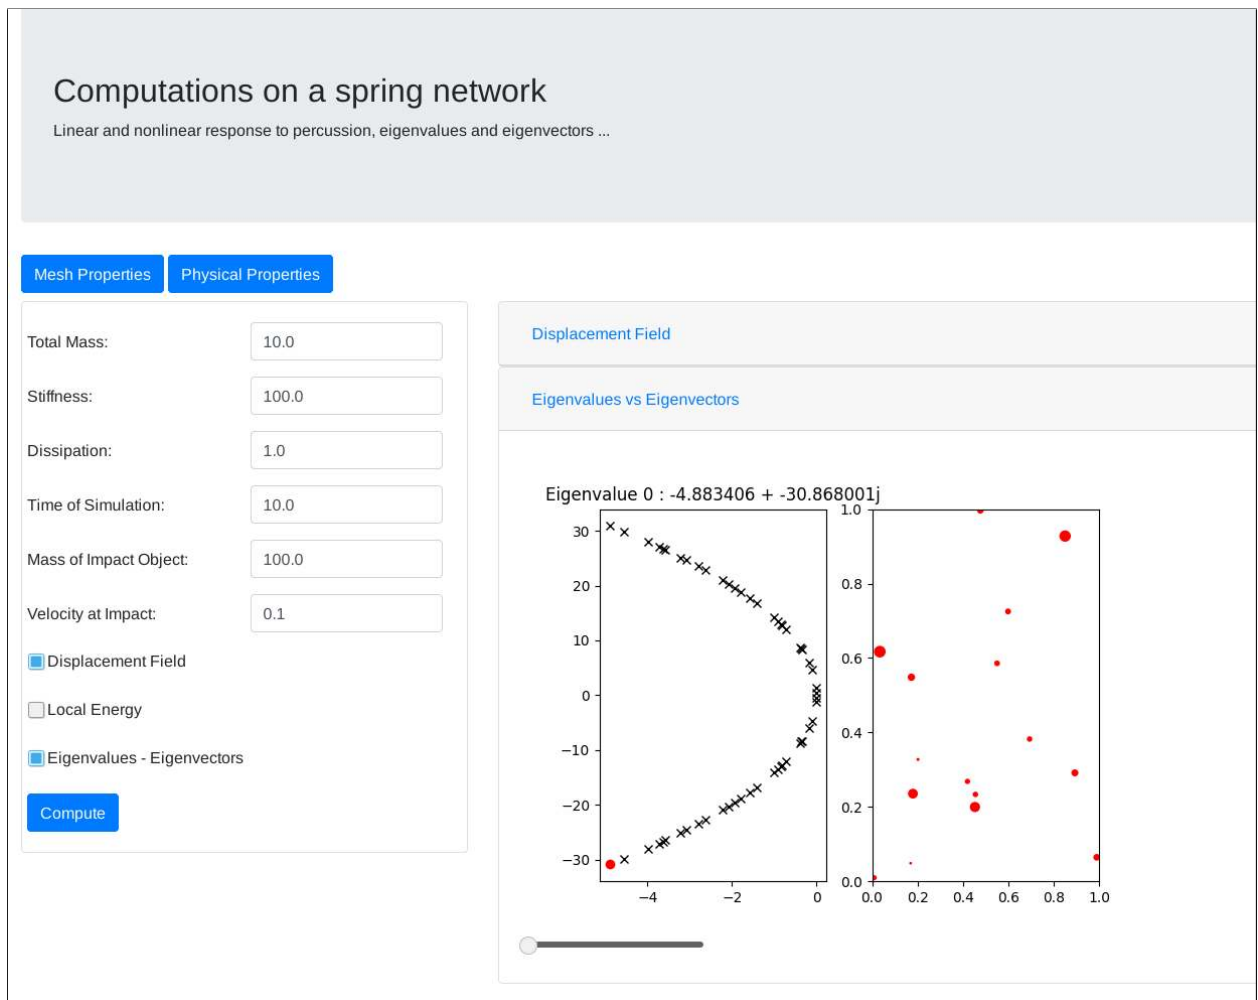 Computations on a spring network
Linear and nonlinear response to percussion, eigenvalues and eigenvectors ...
Mesh Properties Physical Properties
Total Mass: 10.0
Stiffness: 100.0
Dissipation: 1.0
Time of Simulation: 10.0
Mass of Impact Object: 100.0
Velocity at Impact: 0.1
Displacement Field
Local Energy
Eigenvalues - Eigenvectors
Compute
Displacement Field
Eigenvalues vs Eigenvectors
Eigenvalue 0 : -4.883406 + -30.868001j
30
20
10
0
−10
−20
−30
−4 −2 0
1.0
0.8
0.6
0.4
0.2
0.0
0.0 0.2 0.4 0.6 0.8 1.0